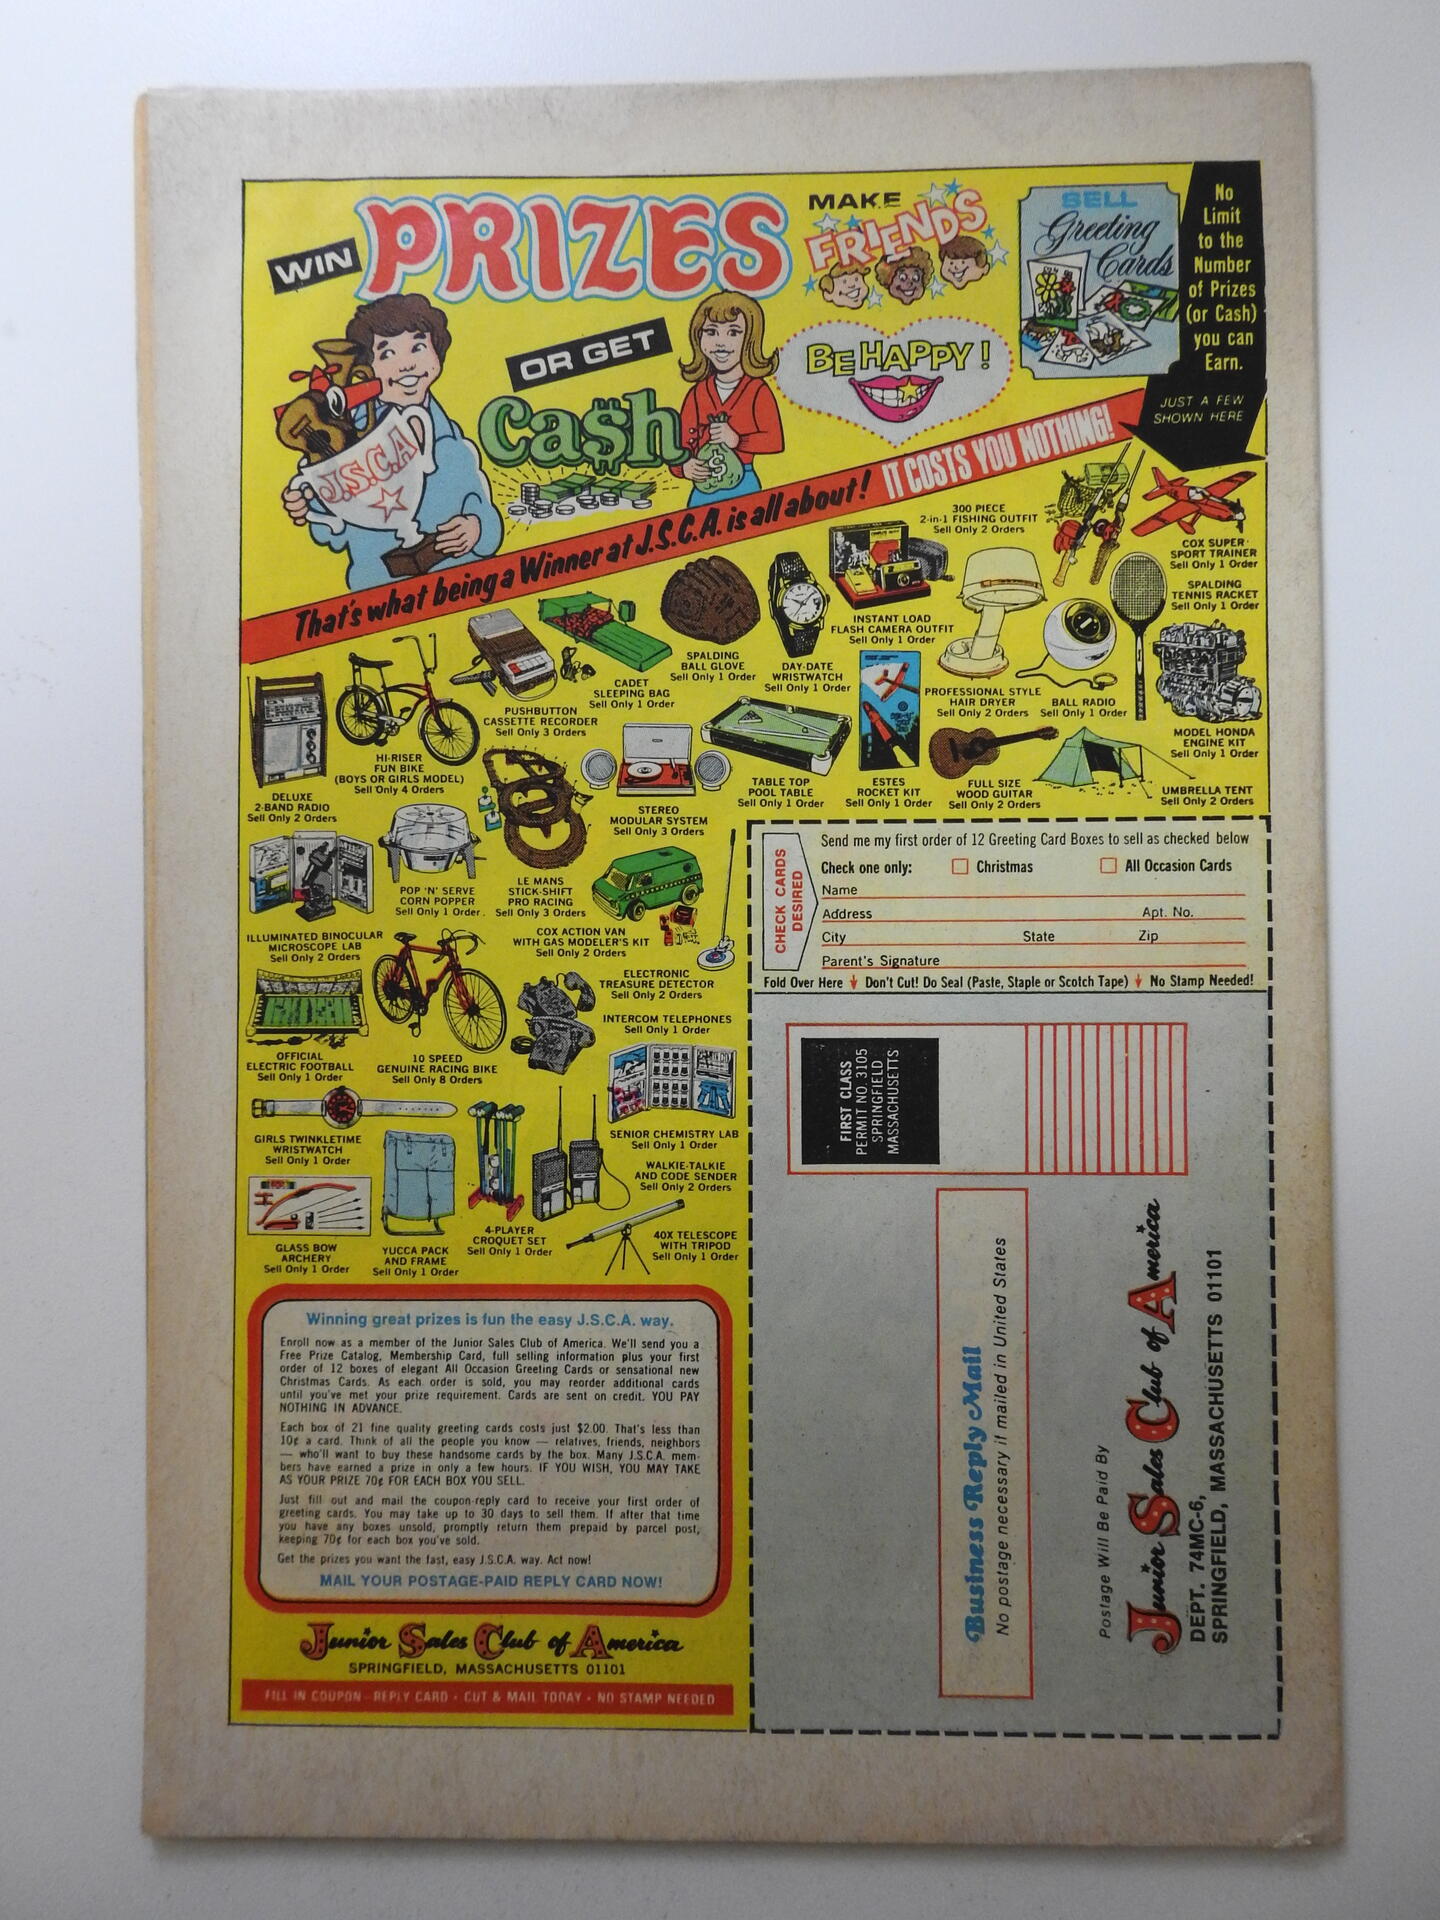 WIN PRIZES
MAKE
FRIENDS
SELL
Greeting
Cards
No
Limit
to the
Number
of Prizes
(or Cash)
you can
Earn.
JUST A FEW
SHOWN HERE
OR GET
Ca$h
BE HAPPY!
J.S.C.A.
$
That's what being a Winner at J.S.C.A. is all about! IT COSTS YOU NOTHING!
300 PIECE
2-in-1 FISHING OUTFIT
Sell Only 2 Orders
COX SUPER-
SPORT TRAINER
Sell Only 1 Order
SPALDING
TENNIS RACKET
Sell Only 1 Order
INSTANT LOAD
FLASH CAMERA OUTFIT
Sell Only 1 Order
SPALDING
BALL GLOVE
Sell Only 1 Order
DAY-DATE
WRISTWATCH
Sell Only 1 Order
CADET
SLEEPING BAG
Sell Only 1 Order
PROFESSIONAL STYLE
HAIR DRYER
Sell Only 2 Orders
BALL RADIO
Sell Only 1 Order
PUSHBUTTON
CASSETTE RECORDER
Sell Only 3 Orders
MODEL HONDA
ENGINE KIT
Sell Only 1 Order
HI-RISER
FUN BIKE
(BOYS OR GIRLS MODEL)
Sell Only 4 Orders
DELUXE
2-BAND RADIO
Sell Only 2 Orders
STEREO
MODULAR SYSTEM
Sell Only 3 Orders
TABLE TOP
POOL TABLE
Sell Only 1 Order
ESTES
ROCKET KIT
Sell Only 1 Order
FULL SIZE
WOOD GUITAR
Sell Only 2 Orders
UMBRELLA TENT
Sell Only 2 Orders
POP 'N' SERVE
CORN POPPER
Sell Only 1 Order.
LE MANS
STICK-SHIFT
PRO RACING
Sell Only 3 Orders
ILLUMINATED BINOCULAR
MICROSCOPE LAB
Sell Only 2 Orders
COX ACTION VAN
WITH GAS MODELER'S KIT
Sell Only 2 Orders
ELECTRONIC
TREASURE DETECTOR
Sell Only 2 Orders
INTERCOM TELEPHONES
Sell Only 1 Order
OFFICIAL
ELECTRIC FOOTBALL
Sell Only 1 Order
10 SPEED
GENUINE RACING BIKE
Sell Only 8 Orders
GIRLS TWINKLETIME
WRISTWATCH
Sell Only 1 Order
SENIOR CHEMISTRY LAB
Sell Only 1 Order
WALKIE-TALKIE
AND CODE SENDER
Sell Only 2 Orders
GLASS BOW
ARCHERY
Sell Only 1 Order
YUCCA PACK
AND FRAME
Sell Only 1 Order
4-PLAYER
CROQUET SET
Sell Only 1 Order
40X TELESCOPE
WITH TRIPOD
Sell Only 1 Order
Winning great prizes is fun the easy J.S.C.A. way.
Enroll now as a member of the Junior Sales Club of America. We'll send you a
Free Prize Catalog, Membership Card, full selling information plus your first
order of 12 boxes of elegant All Occasion Greeting Cards or sensational new
Christmas Cards. As each order is sold, you may reorder additional cards
until you've met your prize requirement. Cards are sent on credit. YOU PAY
NOTHING IN ADVANCE.
Each box of 21 fine quality greeting cards costs just $2.00. That's less than
10¢ a card. Think of all the people you know — relatives, friends, neighbors
— who'll want to buy these handsome cards by the box. Many J.S.C.A. mem-
bers have earned a prize in only a few hours. IF YOU WISH, YOU MAY TAKE
AS YOUR PRIZE 70¢ FOR EACH BOX YOU SELL.
Just fill out and mail the coupon-reply card to receive your first order of
greeting cards. You may take up to 30 days to sell them. If after that time
you have any boxes unsold, promptly return them prepaid by parcel post,
keeping 70¢ for each box you've sold.
Get the prizes you want the fast, easy J.S.C.A. way. Act now!
MAIL YOUR POSTAGE-PAID REPLY CARD NOW!
Junior Sales Club of America
SPRINGFIELD, MASSACHUSETTS 01101
FILL IN COUPON-REPLY CARD • CUT & MAIL TODAY • NO STAMP NEEDED
CHECK CARDS
DESIRED
Send me my first order of 12 Greeting Card Boxes to sell as checked below
Check one only: Christmas All Occasion Cards
Name
Address Apt. No.
City State Zip
Parent's Signature
Fold Over Here Don't Cut! Do Seal (Paste, Staple or Scotch Tape) No Stamp Needed!
FIRST CLASS
PERMIT NO. 3105
SPRINGFIELD
MASSACHUSETTS
Business Reply Mail
No postage necessary if mailed in United States
Postage Will Be Paid By
Junior Sales Club of America
DEPT. 74MC-6,
SPRINGFIELD, MASSACHUSETTS 01101